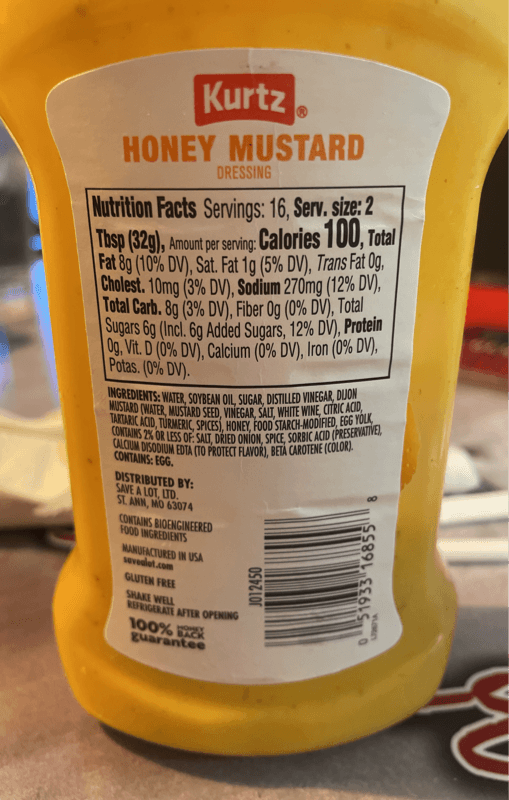 Kurtz®
HONEY MUSTARD
DRESSING
Nutrition Facts Servings: 16, Serv. size: 2
Tbsp (32g), Amount per serving: Calories 100, Total
Fat 8g (10% DV), Sat. Fat 1g (5% DV), Trans Fat 0g,
Cholest. 10mg (3% DV), Sodium 270mg (12% DV),
Total Carb. 8g (3% DV), Fiber 0g (0% DV), Total
Sugars 6g (Incl. 6g Added Sugars, 12% DV), Protein
0g, Vit. D (0% DV), Calcium (0% DV), Iron (0% DV),
Potas. (0% DV).
INGREDIENTS: WATER, SOYBEAN OIL, SUGAR, DISTILLED VINEGAR, DIJON
MUSTARD (WATER, MUSTARD SEED, VINEGAR, SALT, WHITE WINE, CITRIC ACID,
TARTARIC ACID, TURMERIC, SPICES), HONEY, FOOD STARCH-MODIFIED, EGG YOLK,
CONTAINS 2% OR LESS OF: SALT, DRIED ONION, SPICE, SORBIC ACID (PRESERVATIVE),
CALCIUM DISODIUM EDTA (TO PROTECT FLAVOR), BETA CAROTENE (COLOR).
CONTAINS: EGG.
DISTRIBUTED BY:
SAVE A LOT, LTD.
ST. ANN, MO 63074
CONTAINS BIOENGINEERED
FOOD INGREDIENTS
MANUFACTURED IN USA
savealot.com
GLUTEN FREE
SHAKE WELL
REFRIGERATE AFTER OPENING
100% MONEY BACK
guarantee
J012450
0 51933 16855 8